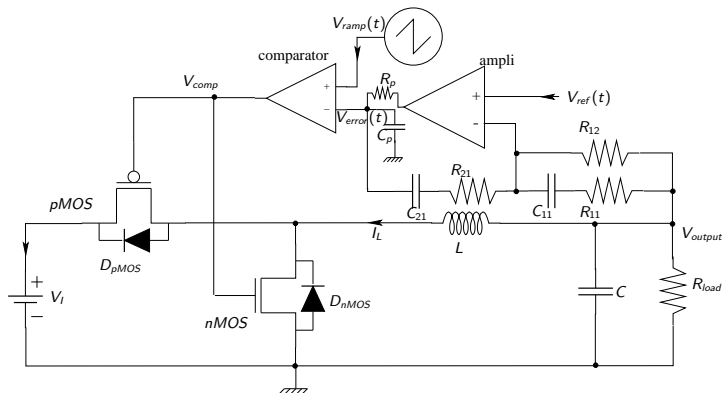 V_ramp(t)
comparator
ampli
V_comp
+
−
R_p
+
-
V_ref(t)
V_error(t)
C_p
R_12
R_21
C_21
C_11
R_11
pMOS
D_pMOS
I_L
L
V_output
V_I
+
−
nMOS
D_nMOS
C
R_load